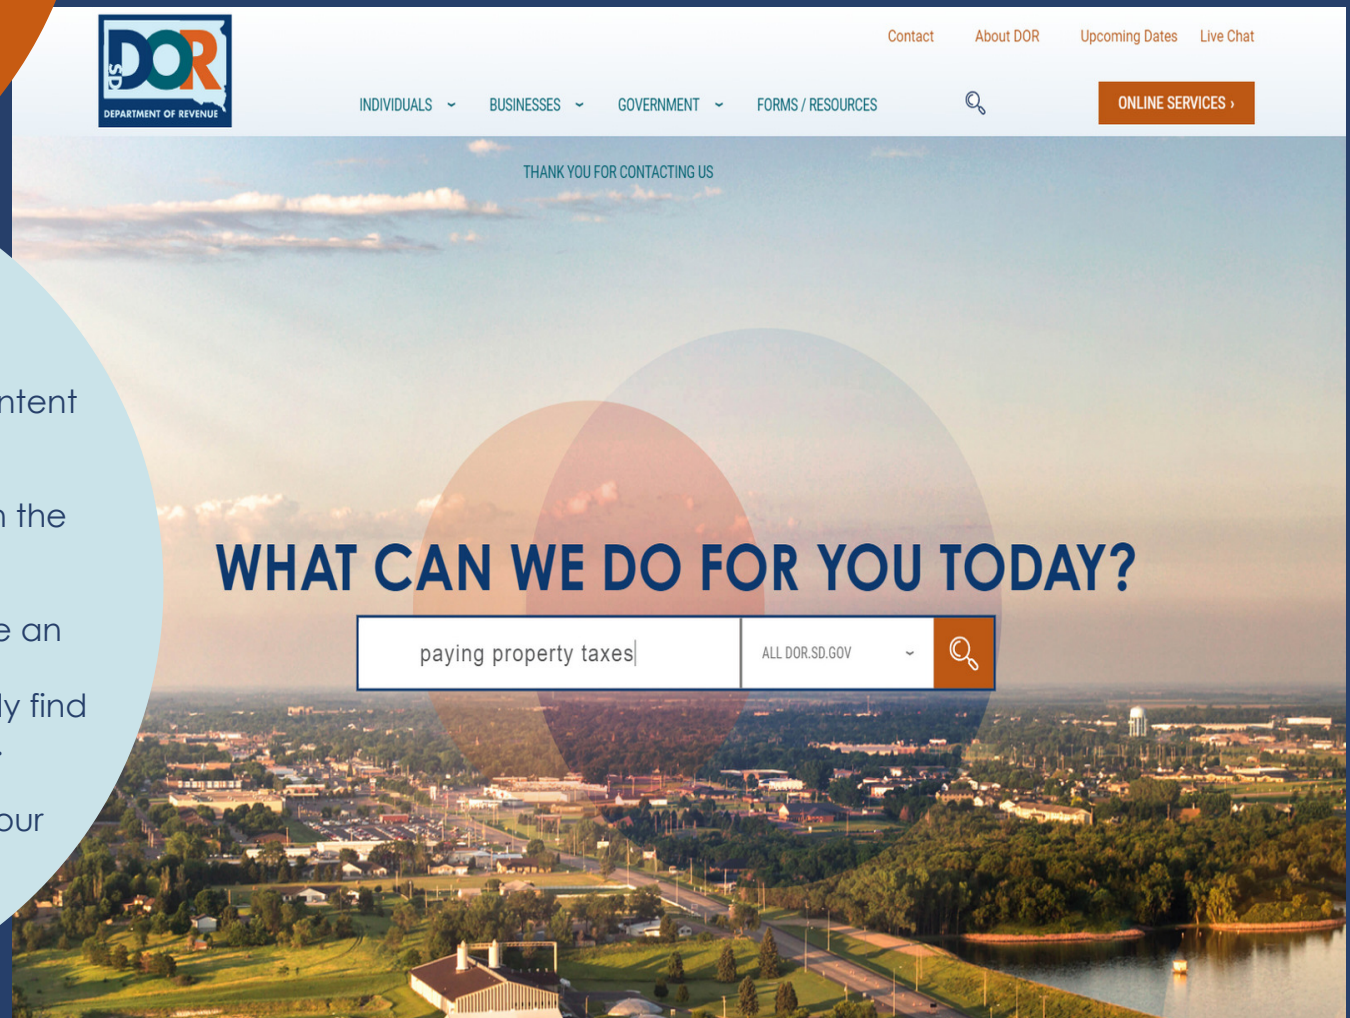 Contact About DOR Upcoming Dates Live Chat
SD DOR
DEPARTMENT OF REVENUE
INDIVIDUALS BUSINESSES GOVERNMENT FORMS / RESOURCES ONLINE SERVICES ›
THANK YOU FOR CONTACTING US
ntent
n the
WHAT CAN WE DO FOR YOU TODAY?
e an
paying property taxes ALL DOR.SD.GOV
ly find
.
our